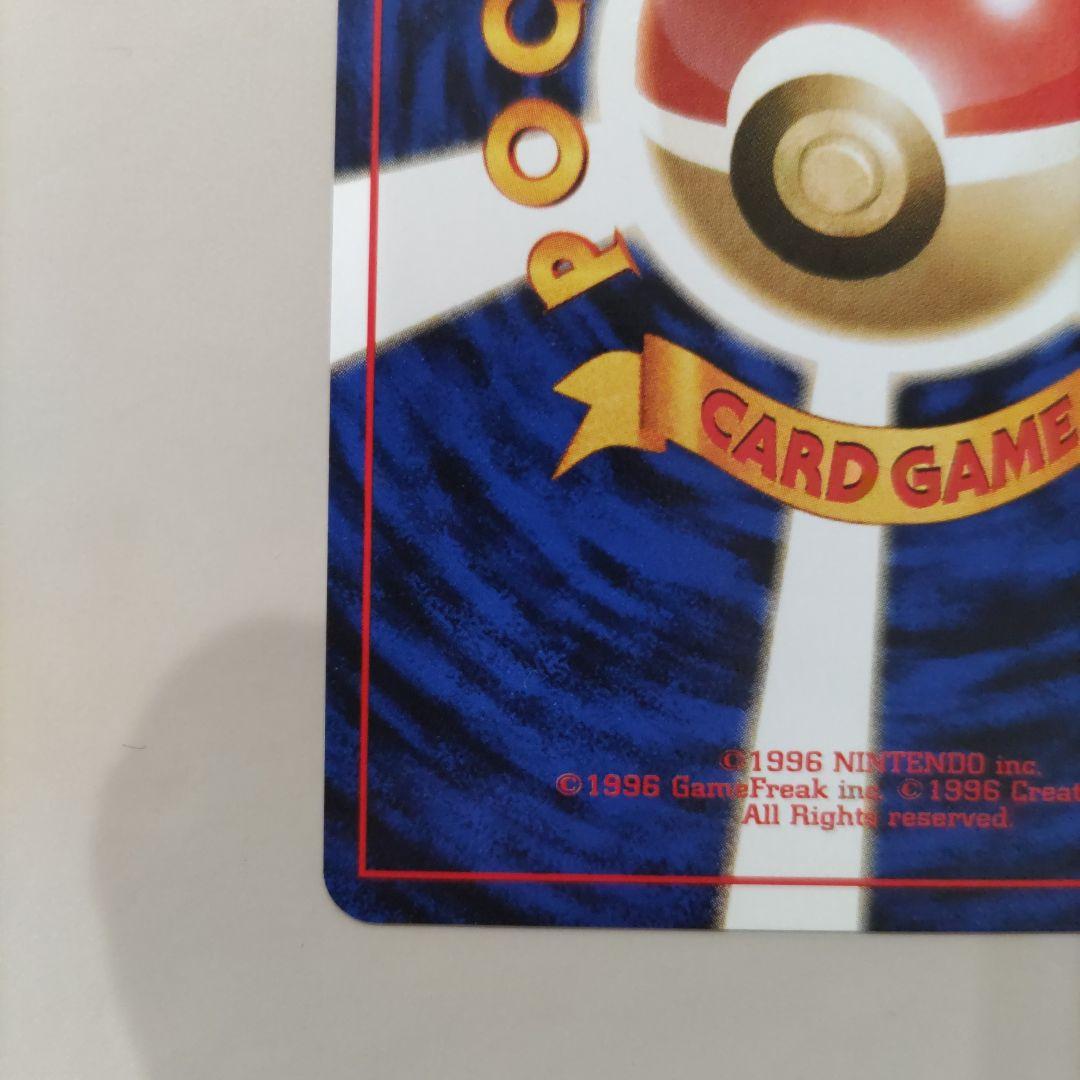 POC
CARD GAME
©1996 NINTENDO inc.
©1996 GameFreak inc. ©1996 Creat
All Rights reserved.